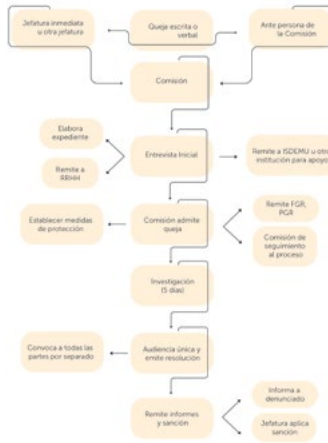 Jefatura inmediata
u otra jefatura
Queja escrita o
verbal
Ante persona de
la Comisión
Comisión
Elabora
expediente
Remite a
RRHH
Entrevista Inicial
Remite a ISDEMU u otra
institución para apoyo
Establecer medidas
de protección
Comisión admite
queja
Remite FGR,
PGR
Comisión de
seguimiento
al proceso
Investigación
(5 días)
Convoca a todas las
partes por separado
Audiencia única y
emite resolución
Remite informes
y sanción
Informa a
denunciado
Jefatura aplica
sanción